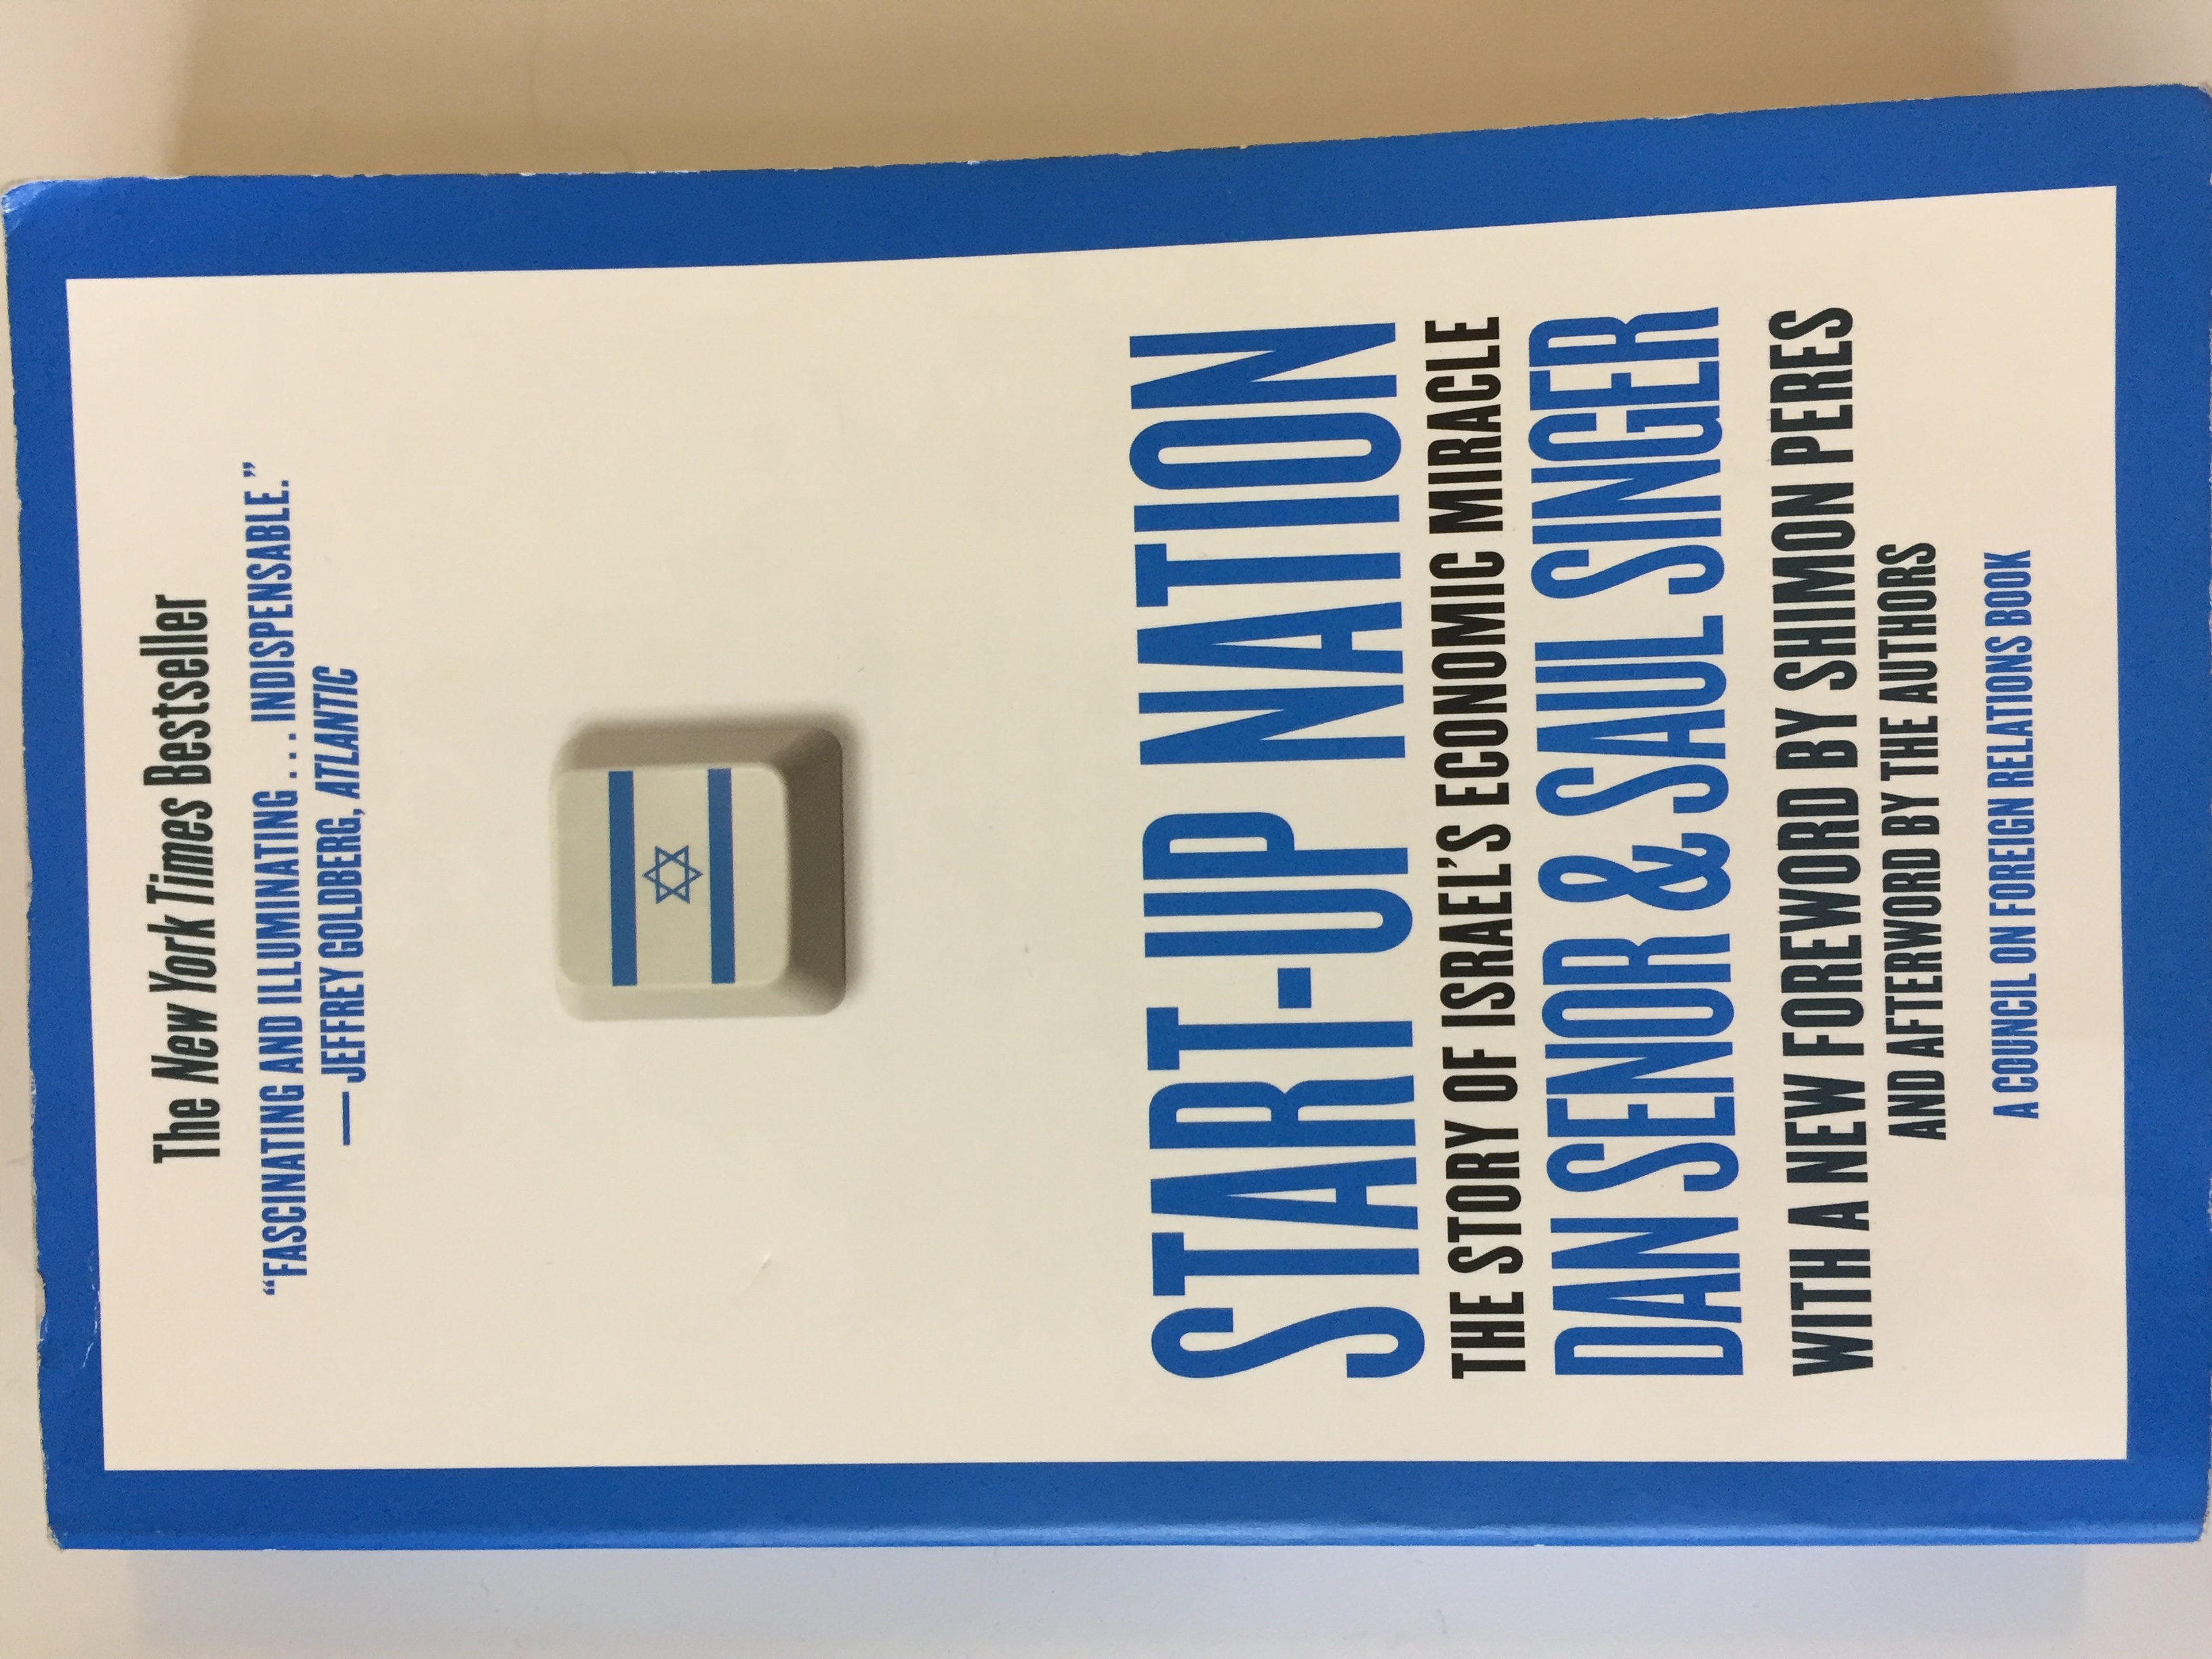 The New York Times Bestseller
“FASCINATING AND ILLUMINATING . . . INDISPENSABLE.”
— JEFFREY GOLDBERG, ATLANTIC
START-UP NATION
THE STORY OF ISRAEL’S ECONOMIC MIRACLE
DAN SENOR & SAUL SINGER
WITH A NEW FOREWORD BY SHIMON PERES
AND AFTERWORD BY THE AUTHORS
A COUNCIL ON FOREIGN RELATIONS BOOK